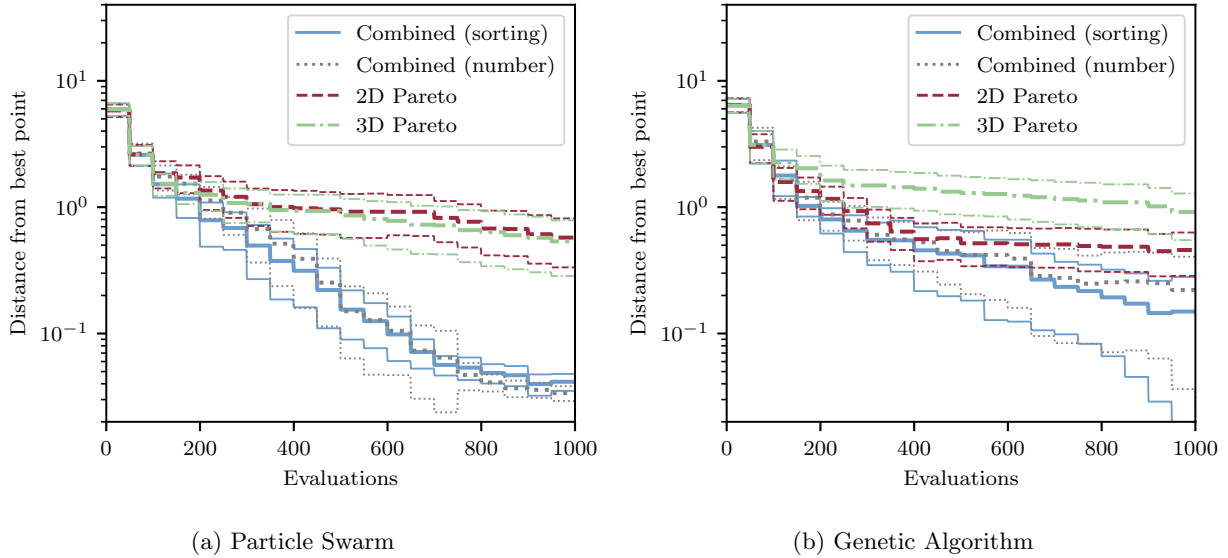 Combined (sorting)
Combined (number)
2D Pareto
3D Pareto
10^1
10^0
10^−1
Distance from best point
0 200 400 600 800 1000
Evaluations
(a) Particle Swarm
Combined (sorting)
Combined (number)
2D Pareto
3D Pareto
10^1
10^0
10^−1
Distance from best point
0 200 400 600 800 1000
Evaluations
(b) Genetic Algorithm